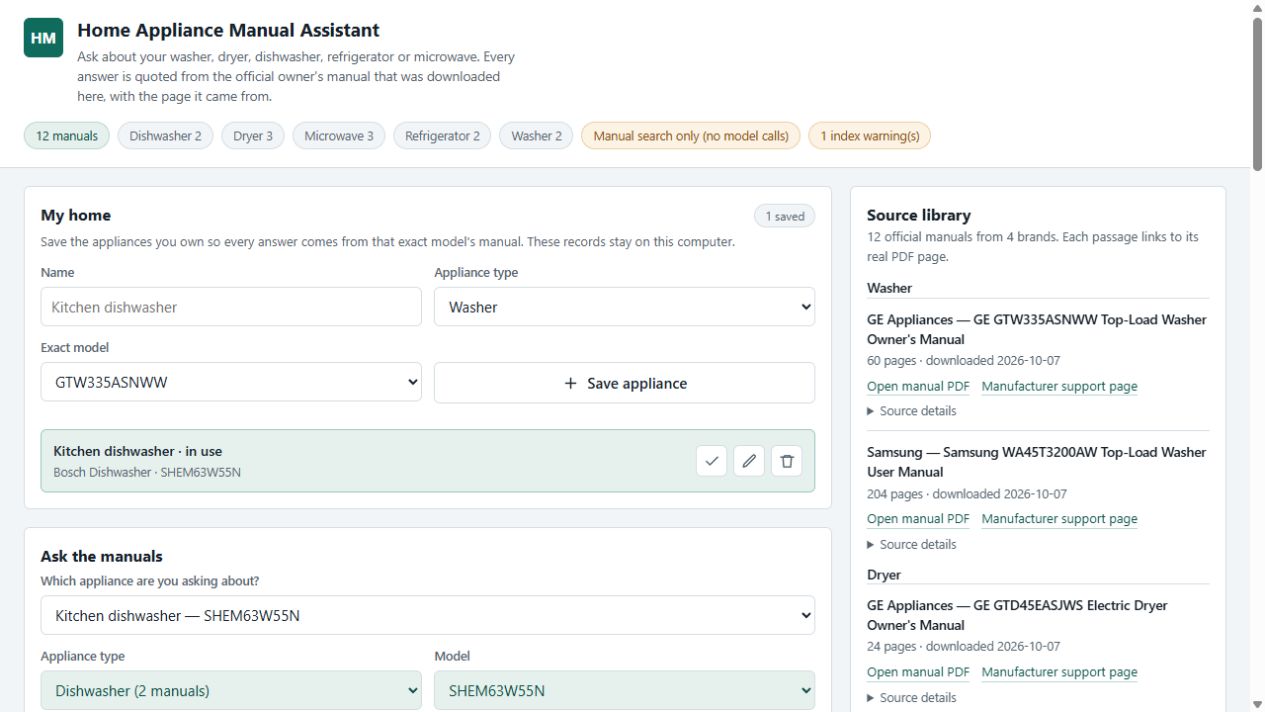 HM
Home Appliance Manual Assistant
Ask about your washer, dryer, dishwasher, refrigerator or microwave. Every
answer is quoted from the official owner's manual that was downloaded
here, with the page it came from.
12 manuals
Dishwasher 2
Dryer 3
Microwave 3
Refrigerator 2
Washer 2
Manual search only (no model calls)
1 index warning(s)
My home
1 saved
Save the appliances you own so every answer comes from that exact model's manual. These records stay on this computer.
Name
Appliance type
Kitchen dishwasher
Washer
Exact model
GTW335ASNWW
Save appliance
Kitchen dishwasher · in use
Bosch Dishwasher · SHEM63W55N
Ask the manuals
Which appliance are you asking about?
Kitchen dishwasher — SHEM63W55N
Appliance type
Model
Dishwasher (2 manuals)
SHEM63W55N
Source library
12 official manuals from 4 brands. Each passage links to its
real PDF page.
Washer
GE Appliances — GE GTW335ASNWW Top-Load Washer
Owner's Manual
60 pages · downloaded 2026-10-07
Open manual PDF Manufacturer support page
Source details
Samsung — Samsung WA45T3200AW Top-Load Washer
User Manual
204 pages · downloaded 2026-10-07
Open manual PDF Manufacturer support page
Source details
Dryer
GE Appliances — GE GTD45EASJWS Electric Dryer
Owner's Manual
24 pages · downloaded 2026-10-07
Open manual PDF Manufacturer support page
Source details